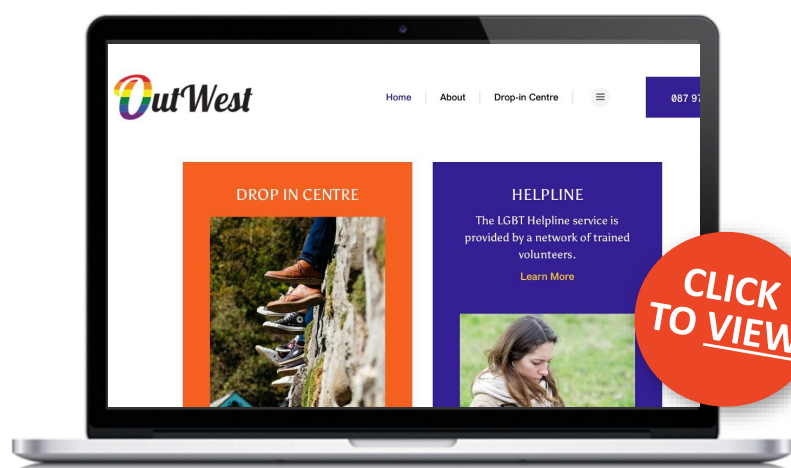 OutWest
Home
About
Drop-in Centre
087 97
DROP IN CENTRE
HELPLINE
The LGBT Helpline service is
provided by a network of trained
volunteers.
Learn More
CLICK
TO VIEW